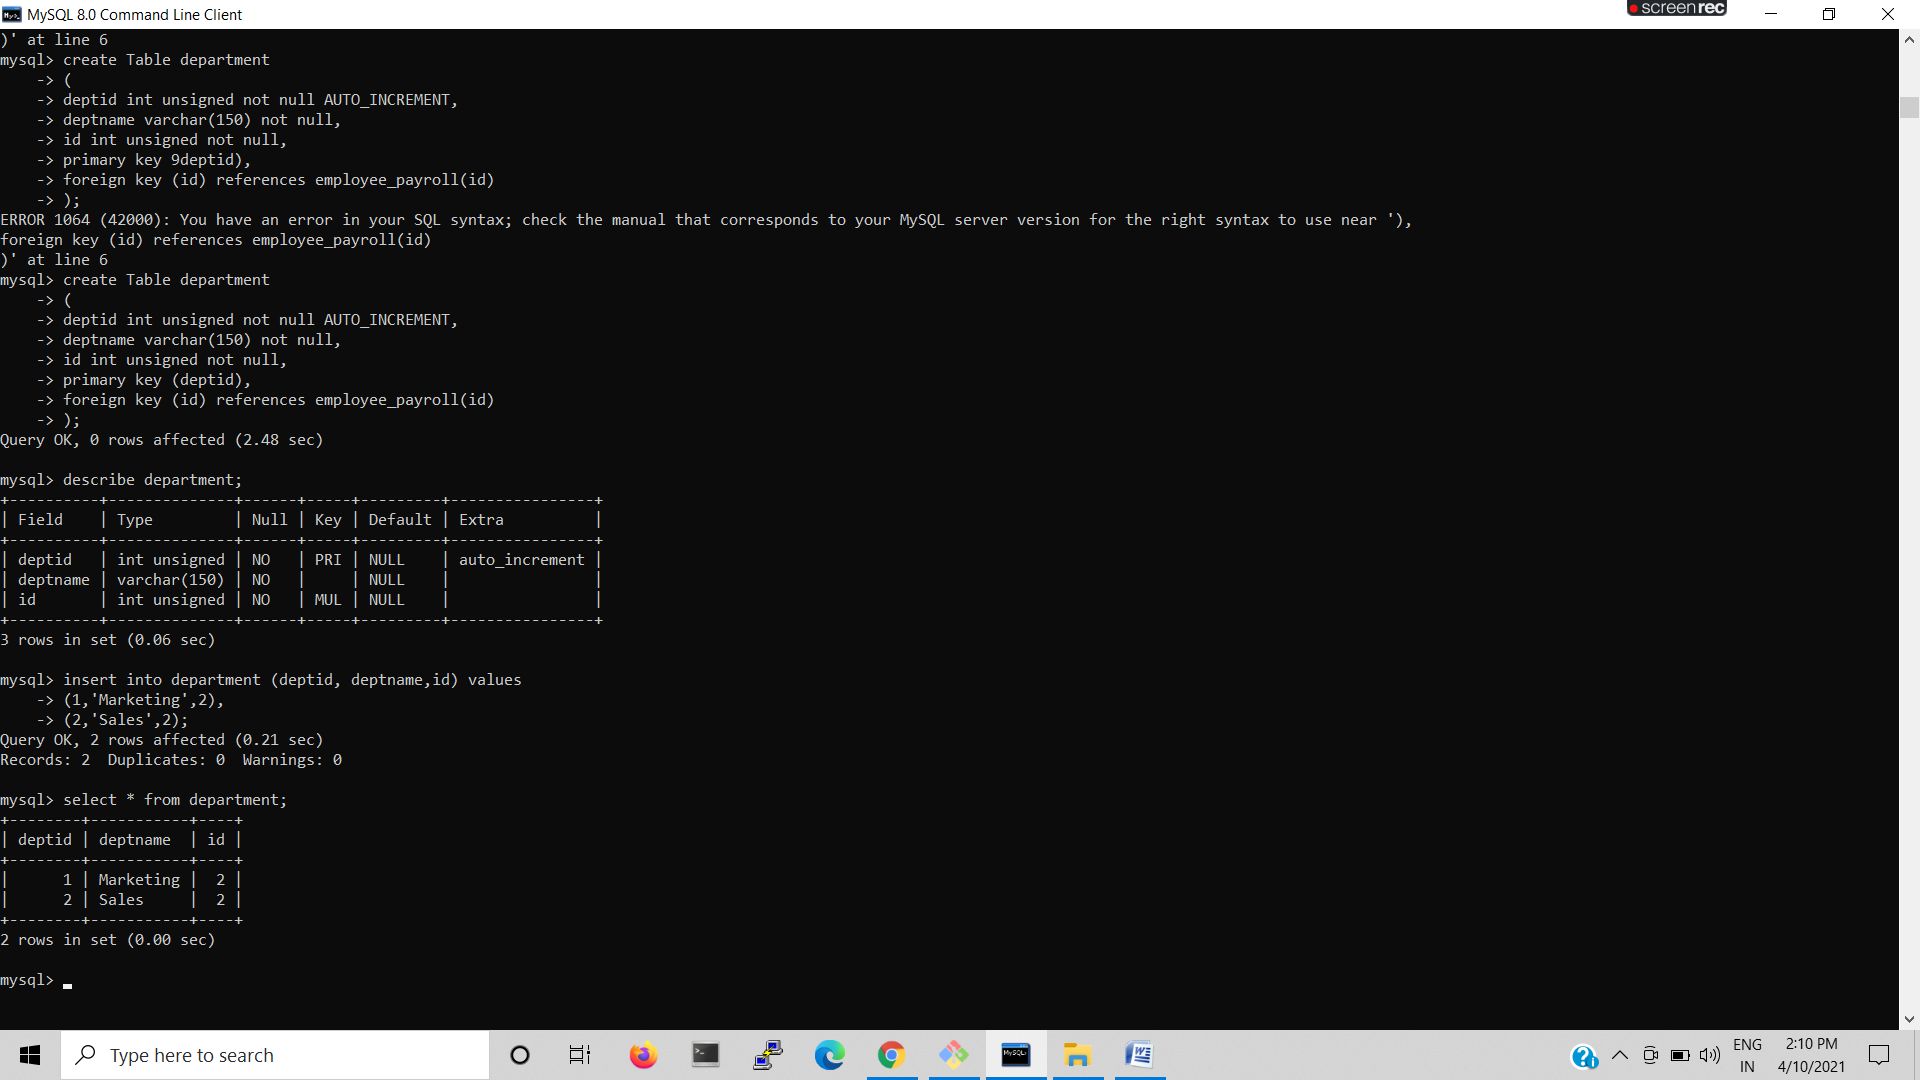 MySQL 8.0 Command Line Client
screenrec
)' at line 6
mysql> create Table department
    -> (
    -> deptid int unsigned not null AUTO_INCREMENT,
    -> deptname varchar(150) not null,
    -> id int unsigned not null,
    -> primary key 9deptid),
    -> foreign key (id) references employee_payroll(id)
    -> );
ERROR 1064 (42000): You have an error in your SQL syntax; check the manual that corresponds to your MySQL server version for the right syntax to use near '),
foreign key (id) references employee_payroll(id)
)' at line 6
mysql> create Table department
    -> (
    -> deptid int unsigned not null AUTO_INCREMENT,
    -> deptname varchar(150) not null,
    -> id int unsigned not null,
    -> primary key (deptid),
    -> foreign key (id) references employee_payroll(id)
    -> );
Query OK, 0 rows affected (2.48 sec)
mysql> describe department;
+----------+--------------+------+-----+---------+----------------+
| Field    | Type         | Null | Key | Default | Extra          |
+----------+--------------+------+-----+---------+----------------+
| deptid   | int unsigned | NO   | PRI | NULL    | auto_increment |
| deptname | varchar(150) | NO   |     | NULL    |                |
| id       | int unsigned | NO   | MUL | NULL    |                |
+----------+--------------+------+-----+---------+----------------+
3 rows in set (0.06 sec)
mysql> insert into department (deptid, deptname,id) values
    -> (1,'Marketing',2),
    -> (2,'Sales',2);
Query OK, 2 rows affected (0.21 sec)
Records: 2  Duplicates: 0  Warnings: 0
mysql> select * from department;
+--------+-----------+----+
| deptid | deptname  | id |
+--------+-----------+----+
|      1 | Marketing |  2 |
|      2 | Sales     |  2 |
+--------+-----------+----+
2 rows in set (0.00 sec)
mysql>
Type here to search
MySQL
ENG
IN
2:10 PM
4/10/2021